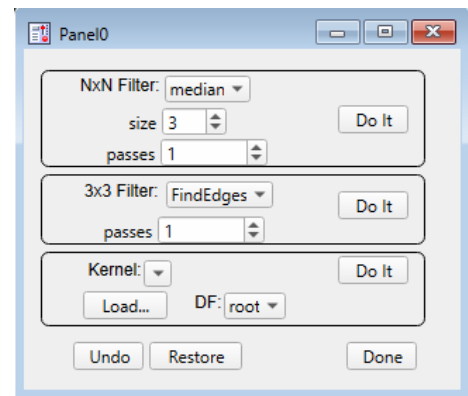 Panel0
NxN Filter: median
size 3
Do It
passes 1
3x3 Filter: FindEdges
Do It
passes 1
Kernel:
Do It
Load... DF: root
Undo Restore Done